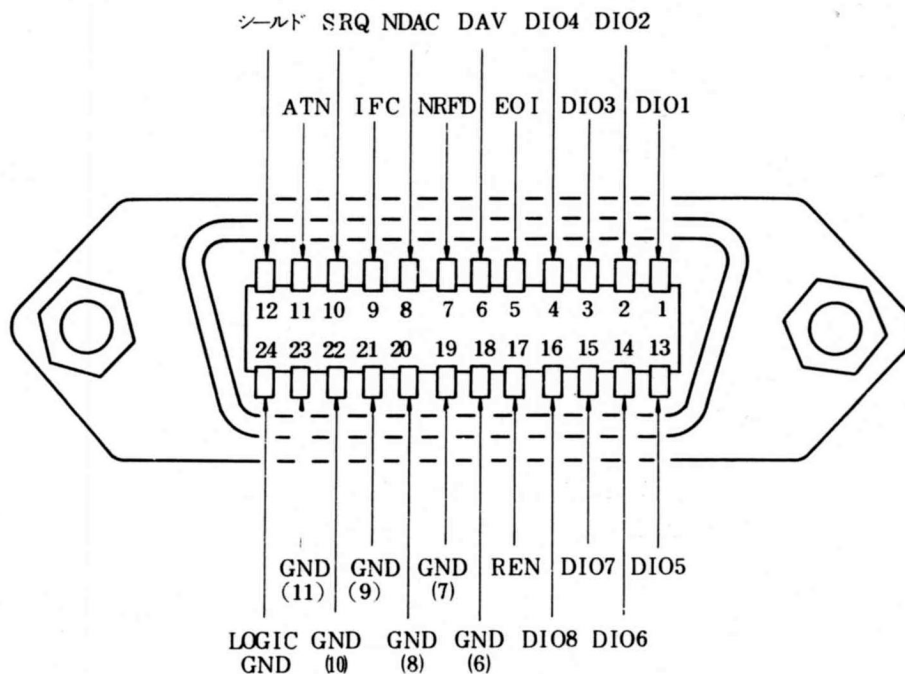 シールド SRQ NDAC DAV DIO4 DIO2
ATN IFC NRFD EOI DIO3 DIO1
12 11 10 9 8 7 6 5 4 3 2 1
24 23 22 21 20 19 18 17 16 15 14 13
GND GND GND REN DIO7 DIO5
(11) (9) (7)
LOGIC GND GND GND DIO8 DIO6
GND (10) (8) (6)